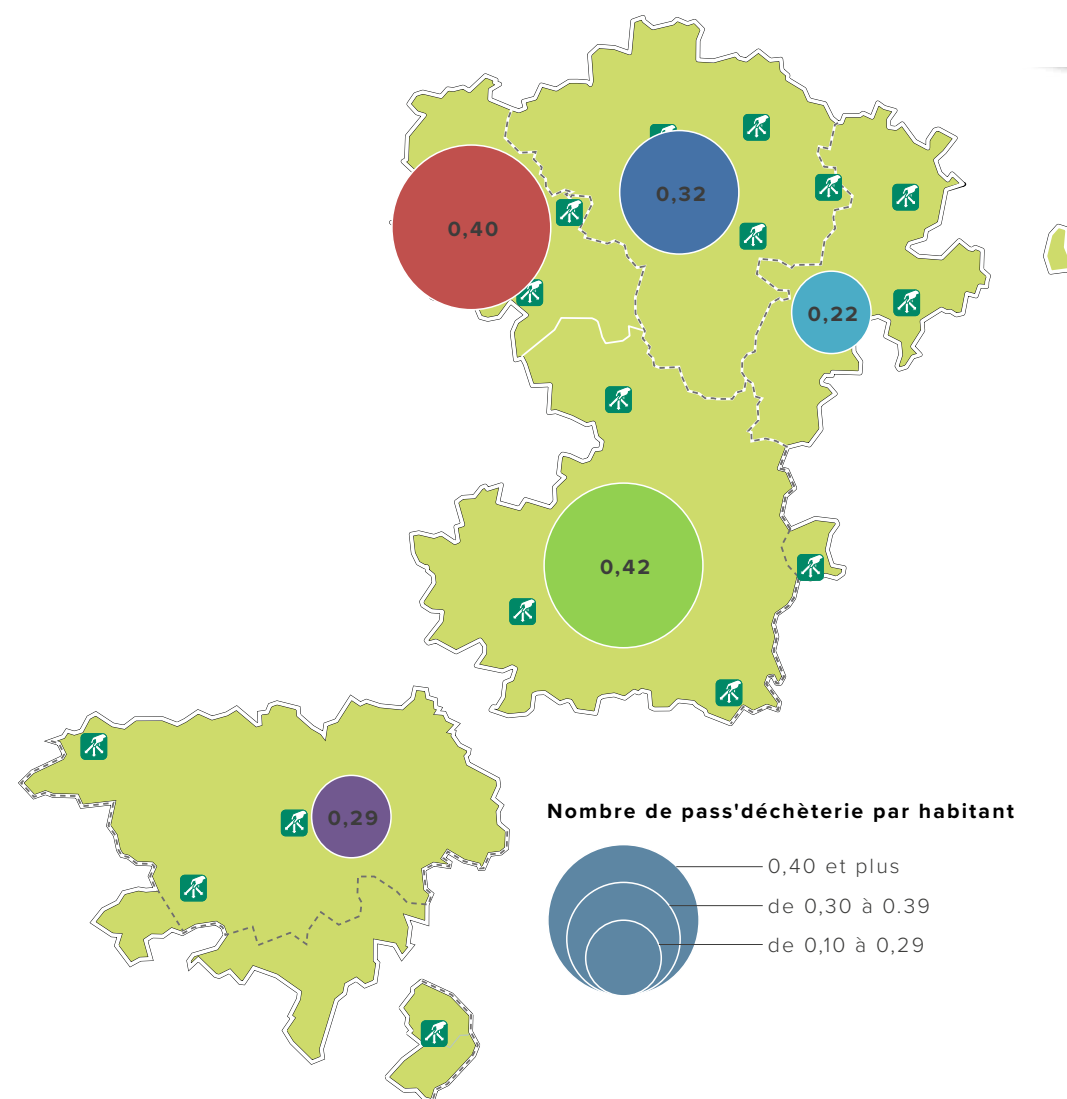 0,32
0,40
0,22
0,42
0,29
Nombre de pass'déchèterie par habitant
0,40 et plus
de 0,30 à 0.39
de 0,10 à 0,29